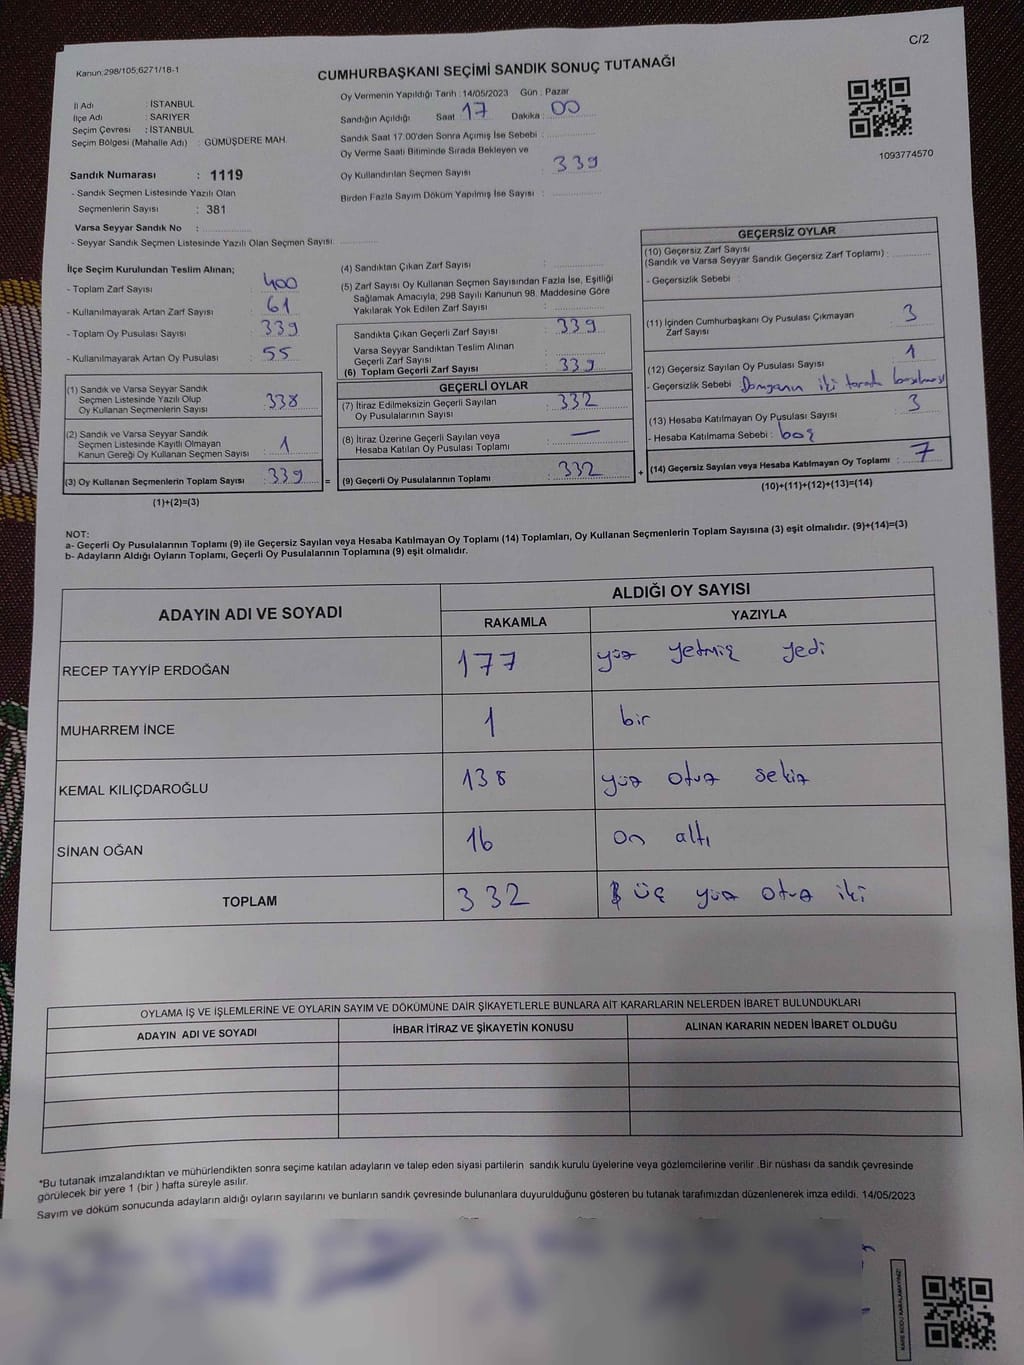 C/2
Kanun;298/105;6271/18-1
CUMHURBAŞKANI SEÇİMİ SANDIK SONUÇ TUTANAĞI
İl Adı : İSTANBUL
İlçe Adı : SARIYER
Seçim Çevresi : İSTANBUL
Seçim Bölgesi (Mahalle Adı) : GÜMÜŞDERE MAH.
Sandık Numarası : 1119
- Sandık Seçmen Listesinde Yazılı Olan
Seçmenlerin Sayısı : 381
Varsa Seyyar Sandık No :
- Seyyar Sandık Seçmen Listesinde Yazılı Olan Seçmen Sayısı
Oy Vermenin Yapıldığı Tarih : 14/05/2023 Gün : Pazar
Sandığın Açıldığı Saat : 17 Dakika : 00
Sandık Saat 17.00'den Sonra Açımış İse Sebebi :
Oy Verme Saati Bitiminde Sırada Bekleyen ve
Oy Kullandırılan Seçmen Sayısı : 339
Birden Fazla Sayım Döküm Yapılmış İse Sayısı :
1093774570
İlçe Seçim Kurulundan Teslim Alınan;
- Toplam Zarf Sayısı : 400
- Kullanılmayarak Artan Zarf Sayısı : 61
- Toplam Oy Pusulası Sayısı : 339
- Kullanılmayarak Artan Oy Pusulası : 55
(1) Sandık ve Varsa Seyyar Sandık
Seçmen Listesinde Yazılı Olup
Oy Kullanan Seçmenlerin Sayısı : 338
(2) Sandık ve Varsa Seyyar Sandık
Seçmen Listesinde Kayıtlı Olmayan
Kanun Gereği Oy Kullanan Seçmen Sayısı : 1
(3) Oy Kullanan Seçmenlerin Toplam Sayısı : 339
(1)+(2)=(3)
=
(4) Sandıktan Çıkan Zarf Sayısı :
(5) Zarf Sayısı Oy Kullanan Seçmen Sayısından Fazla İse, Eşitliği
Sağlamak Amacıyla, 298 Sayılı Kanunun 98. Maddesine Göre
Yakılarak Yok Edilen Zarf Sayısı :
Sandıkta Çıkan Geçerli Zarf Sayısı : 339
Varsa Seyyar Sandıktan Teslim Alınan
Geçerli Zarf Sayısı :
(6) Toplam Geçerli Zarf Sayısı : 339
GEÇERLİ OYLAR
(7) İtiraz Edilmeksizin Geçerli Sayılan
Oy Pusulalarının Sayısı : 332
(8) İtiraz Üzerine Geçerli Sayılan veya
Hesaba Katılan Oy Pusulası Toplamı : —
(9) Geçerli Oy Pusulalarının Toplamı : 332
+
GEÇERSİZ OYLAR
(10) Geçersiz Zarf Sayısı
(Sandık ve Varsa Seyyar Sandık Geçersiz Zarf Toplamı) :
- Geçersizlik Sebebi :
(11) İçinden Cumhurbaşkanı Oy Pusulası Çıkmayan
Zarf Sayısı : 3
(12) Geçersiz Sayılan Oy Pusulası Sayısı : 1
- Geçersizlik Sebebi : Damganın iki tarafa basılması
(13) Hesaba Katılmayan Oy Pusulası Sayısı : 3
- Hesaba Katılmama Sebebi : boş
(14) Geçersiz Sayılan veya Hesaba Katılmayan Oy Toplamı : 7
(10)+(11)+(12)+(13)=(14)
NOT:
a- Geçerli Oy Pusulalarının Toplamı (9) ile Geçersiz Sayılan veya Hesaba Katılmayan Oy Toplamı (14) Toplamları, Oy Kullanan Seçmenlerin Toplam Sayısına (3) eşit olmalıdır. (9)+(14)=(3)
b- Adayların Aldığı Oyların Toplamı, Geçerli Oy Pusulalarının Toplamına (9) eşit olmalıdır.
ADAYIN ADI VE SOYADI ALDIĞI OY SAYISI
RAKAMLA YAZIYLA
RECEP TAYYİP ERDOĞAN 177 yüz yetmiş yedi
MUHARREM İNCE 1 bir
KEMAL KILIÇDAROĞLU 138 yüz otuz sekiz
SİNAN OĞAN 16 on altı
TOPLAM 332 üç yüz otuz iki
OYLAMA İŞ VE İŞLEMLERİNE VE OYLARIN SAYIM VE DÖKÜMÜNE DAİR ŞİKAYETLERLE BUNLARA AİT KARARLARIN NELERDEN İBARET BULUNDUKLARI
ADAYIN ADI VE SOYADI İHBAR İTİRAZ VE ŞİKAYETİN KONUSU ALINAN KARARIN NEDEN İBARET OLDUĞU
*Bu tutanak imzalandıktan ve mühürlendikten sonra seçime katılan adayların ve talep eden siyasi partilerin sandık kurulu üyelerine veya gözlemcilerine verilir .Bir nüshası da sandık çevresinde
görülecek bir yere 1 (bir ) hafta süreyle asılır.
Sayım ve döküm sonucunda adayların aldığı oyların sayılarını ve bunların sandık çevresinde bulunanlara duyurulduğunu gösteren bu tutanak tarafımızdan düzenlenerek imza edildi. 14/05/2023
KARE KODU KARALAMAYINIZ!